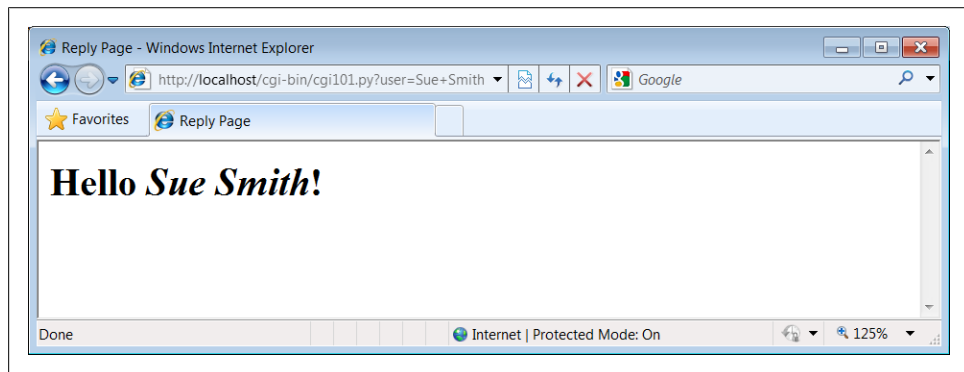 Reply Page - Windows Internet Explorer
http://localhost/cgi-bin/cgi101.py?user=Sue+Smith
Google
Favorites
Reply Page
Hello Sue Smith!
Done
Internet | Protected Mode: On
125%